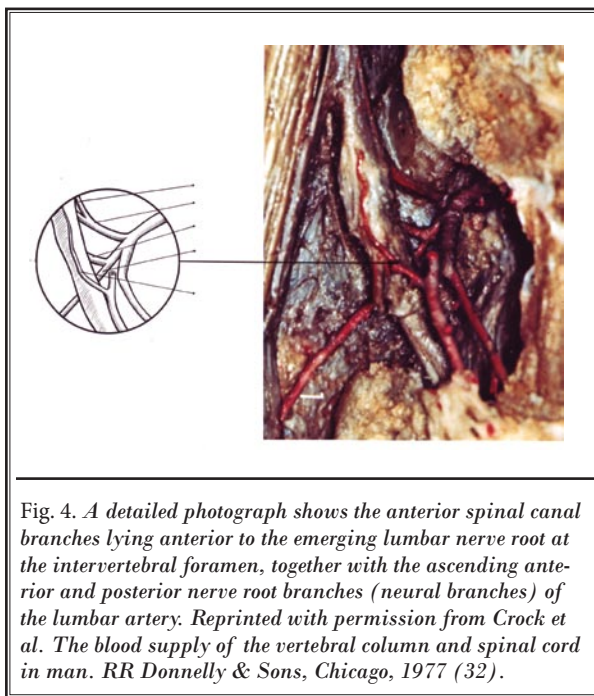 Fig. 4. A detailed photograph shows the anterior spinal canal
branches lying anterior to the emerging lumbar nerve root at
the intervertebral foramen, together with the ascending ante-
rior and posterior nerve root branches (neural branches) of
the lumbar artery. Reprinted with permission from Crock et
al. The blood supply of the vertebral column and spinal cord
in man. RR Donnelly & Sons, Chicago, 1977 (32).